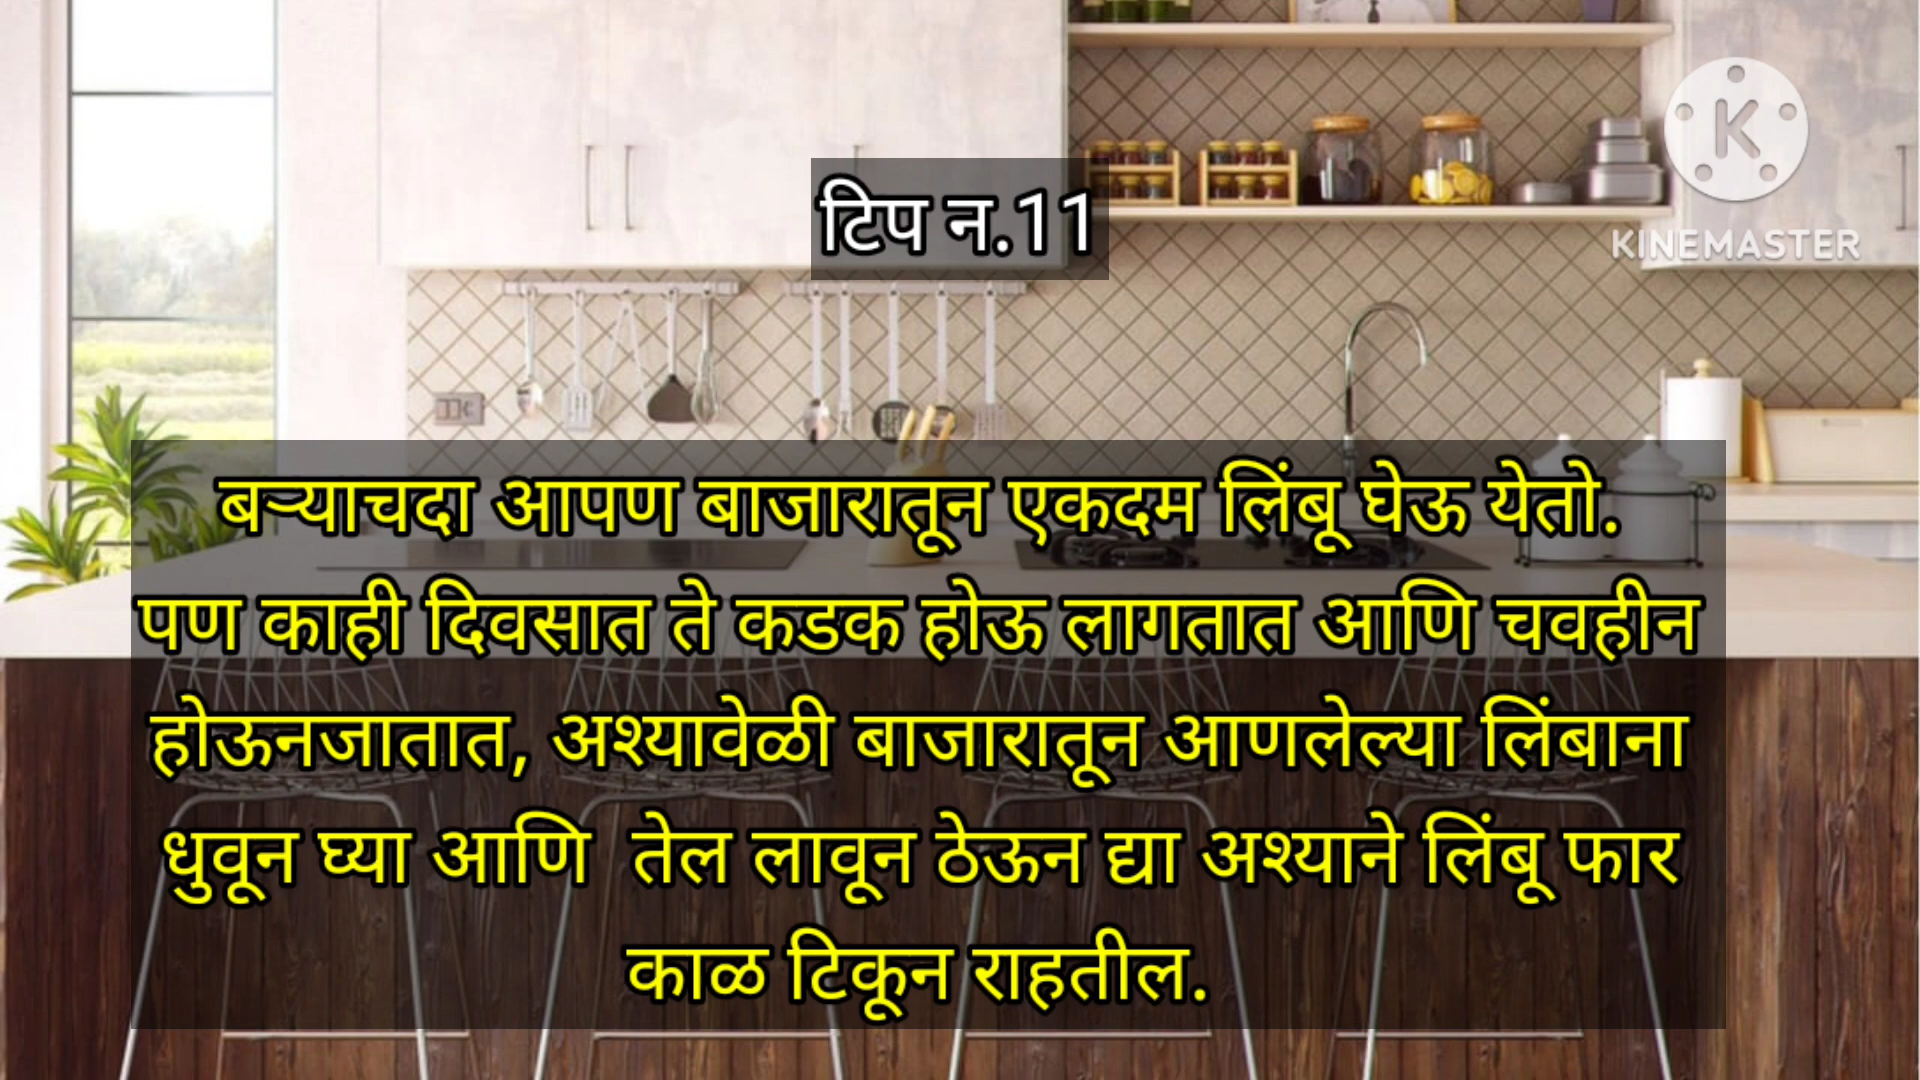 टिप न.11
K
KINEMASTER
बऱ्याचदा आपण बाजारातून एकदम लिंबू घेऊ येतो.
पण काही दिवसात ते कडक होऊ लागतात आणि चवहीन
होऊनजातात, अश्यावेळी बाजारातून आणलेल्या लिंबाना
धुवून घ्या आणि  तेल लावून ठेऊन द्या अश्याने लिंबू फार
काळ टिकून राहतील.